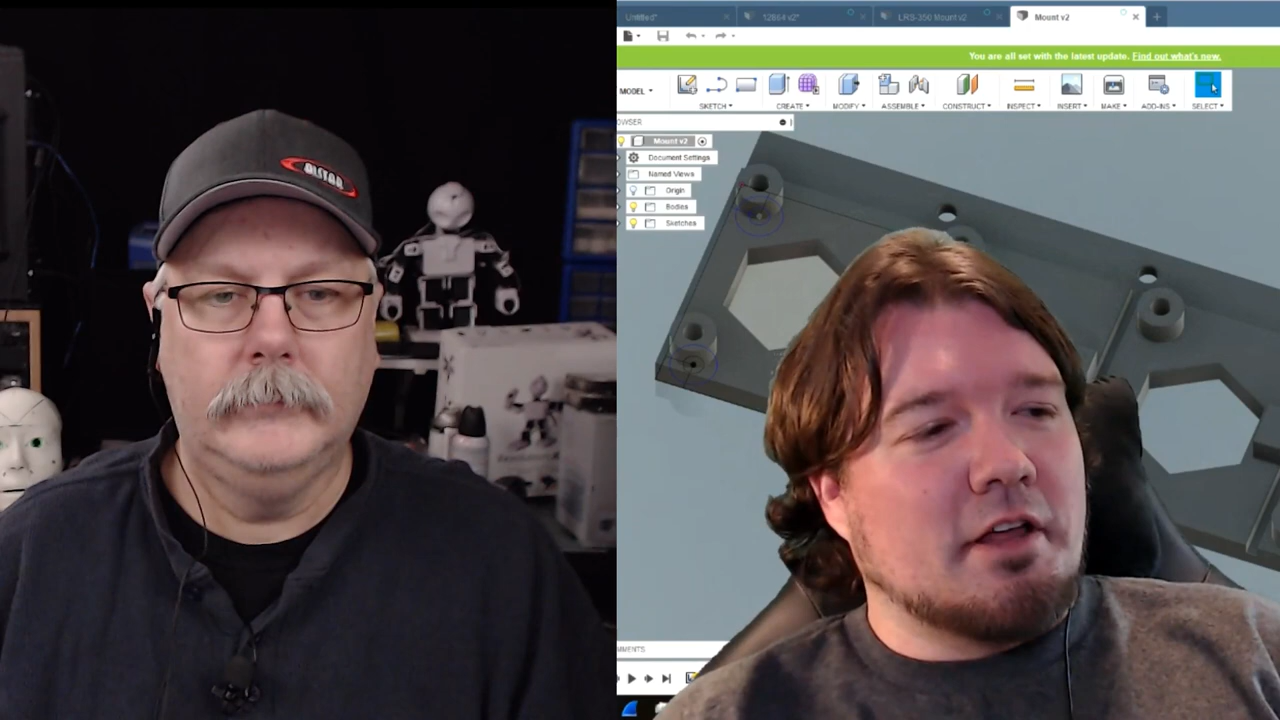 Untitled*
12864 v2*
LRS-350 Mount v2
Mount v2
You are all set with the latest update. Find out what's new.
MODEL
SKETCH
CREATE
MODIFY
ASSEMBLE
CONSTRUCT
INSPECT
INSERT
MAKE
ADD-INS
SELECT
OWSER
Mount v2
Document Settings
Named Views
Origin
Bodies
Sketches
MMENTS